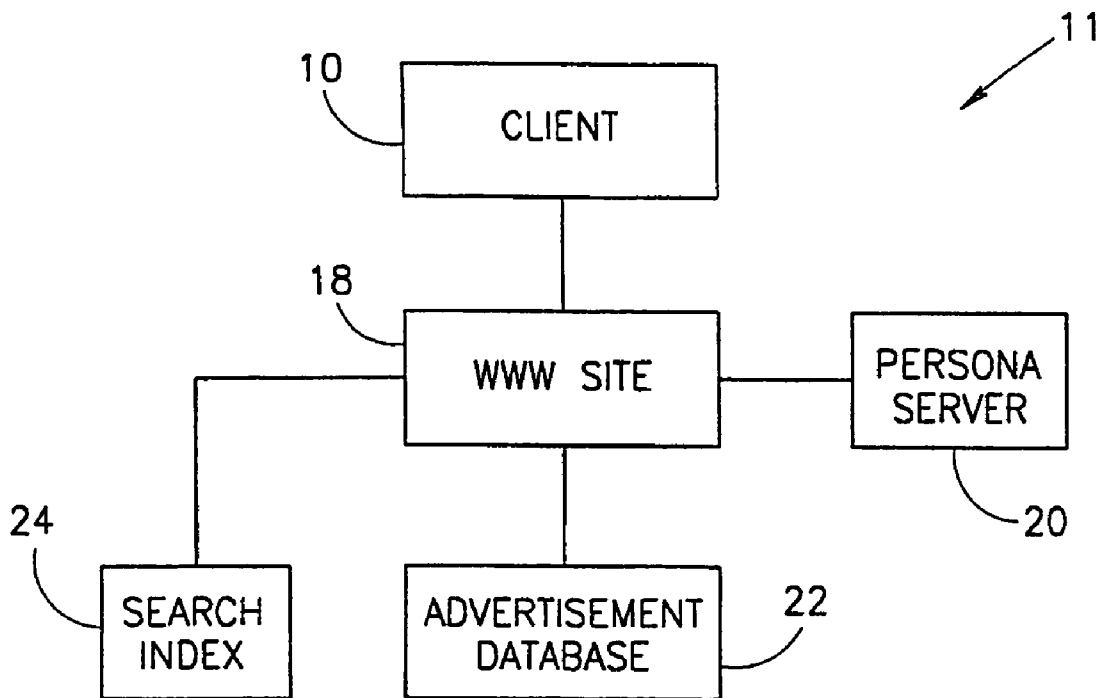 11
10
CLIENT
18
WWW SITE
PERSONA
SERVER
20
24
SEARCH
INDEX
ADVERTISEMENT
DATABASE
22